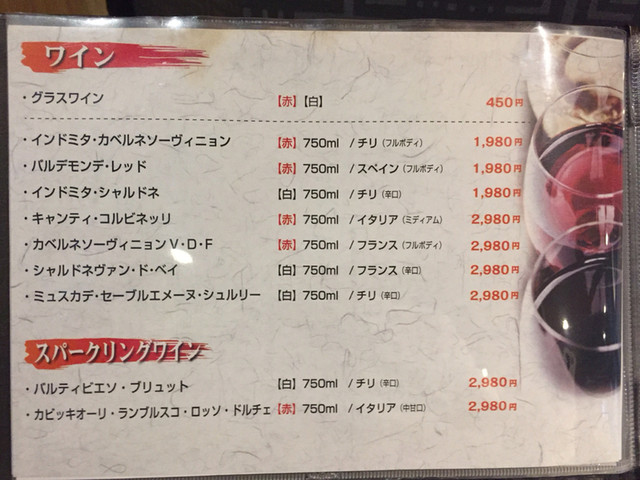 ワイン
・グラスワイン 【赤】【白】 450円
・インドミタ・カベルネソーヴィニョン 【赤】750ml /チリ(フルボディ) 1,980円
・バルデモンデ・レッド 【赤】750ml /スペイン(フルボディ) 1,980円
・インドミタ・シャルドネ 【白】750ml /チリ(辛口) 1,980円
・キャンティ・コルビネッリ 【赤】750ml /イタリア(ミディアム) 2,980円
・カベルネソーヴィニョンV・D・F 【赤】750ml /フランス(フルボディ) 2,980円
・シャルドネヴァン・ド・ペイ 【白】750ml /フランス(辛口) 2,980円
・ミュスカデ・セーブルエメーヌ・シュルリー 【白】750ml /チリ(辛口) 2,980円
スパークリングワイン
・バルティビエソ・ブリュット 【白】750ml /チリ(辛口) 2,980円
・カビッキオーリ・ランブルスコ・ロッソ・ドルチェ 【赤】750ml /イタリア(中甘口) 2,980円